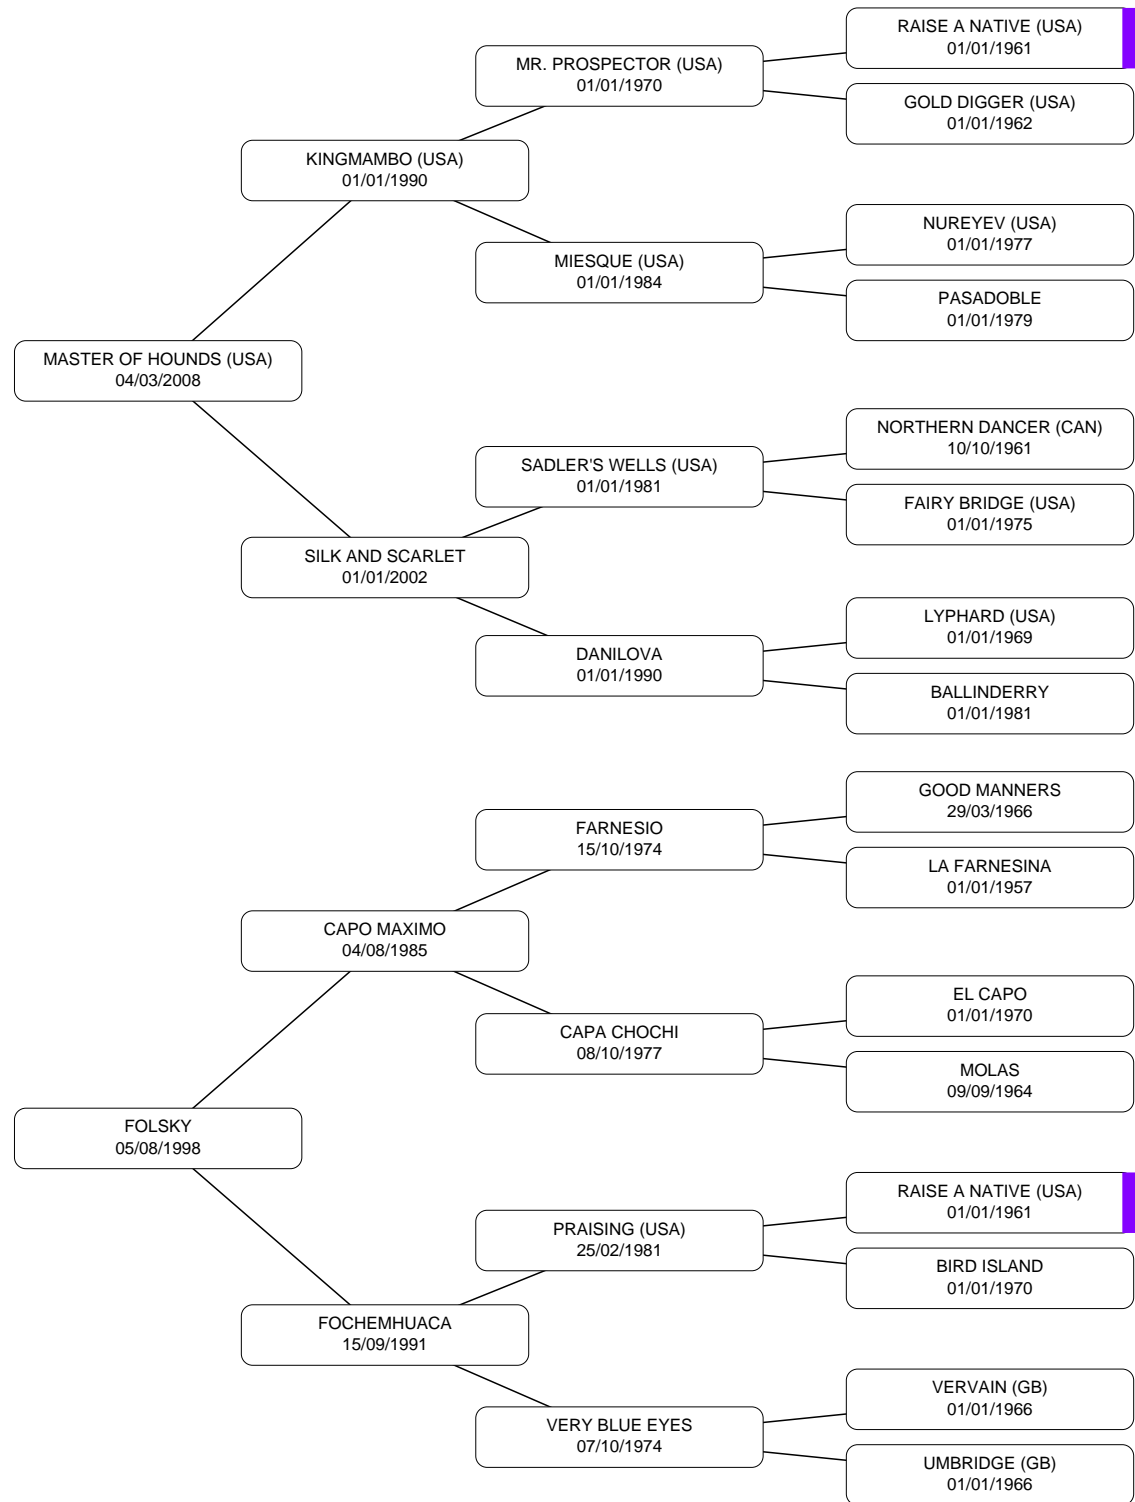 RAISE A NATIVE (USA)
01/01/1961
MR. PROSPECTOR (USA)
01/01/1970
GOLD DIGGER (USA)
01/01/1962
KINGMAMBO (USA)
01/01/1990
NUREYEV (USA)
01/01/1977
MIESQUE (USA)
01/01/1984
PASADOBLE
01/01/1979
MASTER OF HOUNDS (USA)
04/03/2008
NORTHERN DANCER (CAN)
10/10/1961
SADLER'S WELLS (USA)
01/01/1981
FAIRY BRIDGE (USA)
01/01/1975
SILK AND SCARLET
01/01/2002
LYPHARD (USA)
01/01/1969
DANILOVA
01/01/1990
BALLINDERRY
01/01/1981
GOOD MANNERS
29/03/1966
FARNESIO
15/10/1974
LA FARNESINA
01/01/1957
CAPO MAXIMO
04/08/1985
EL CAPO
01/01/1970
CAPA CHOCHI
08/10/1977
MOLAS
09/09/1964
FOLSKY
05/08/1998
RAISE A NATIVE (USA)
01/01/1961
PRAISING (USA)
25/02/1981
BIRD ISLAND
01/01/1970
FOCHEMHUACA
15/09/1991
VERVAIN (GB)
01/01/1966
VERY BLUE EYES
07/10/1974
UMBRIDGE (GB)
01/01/1966